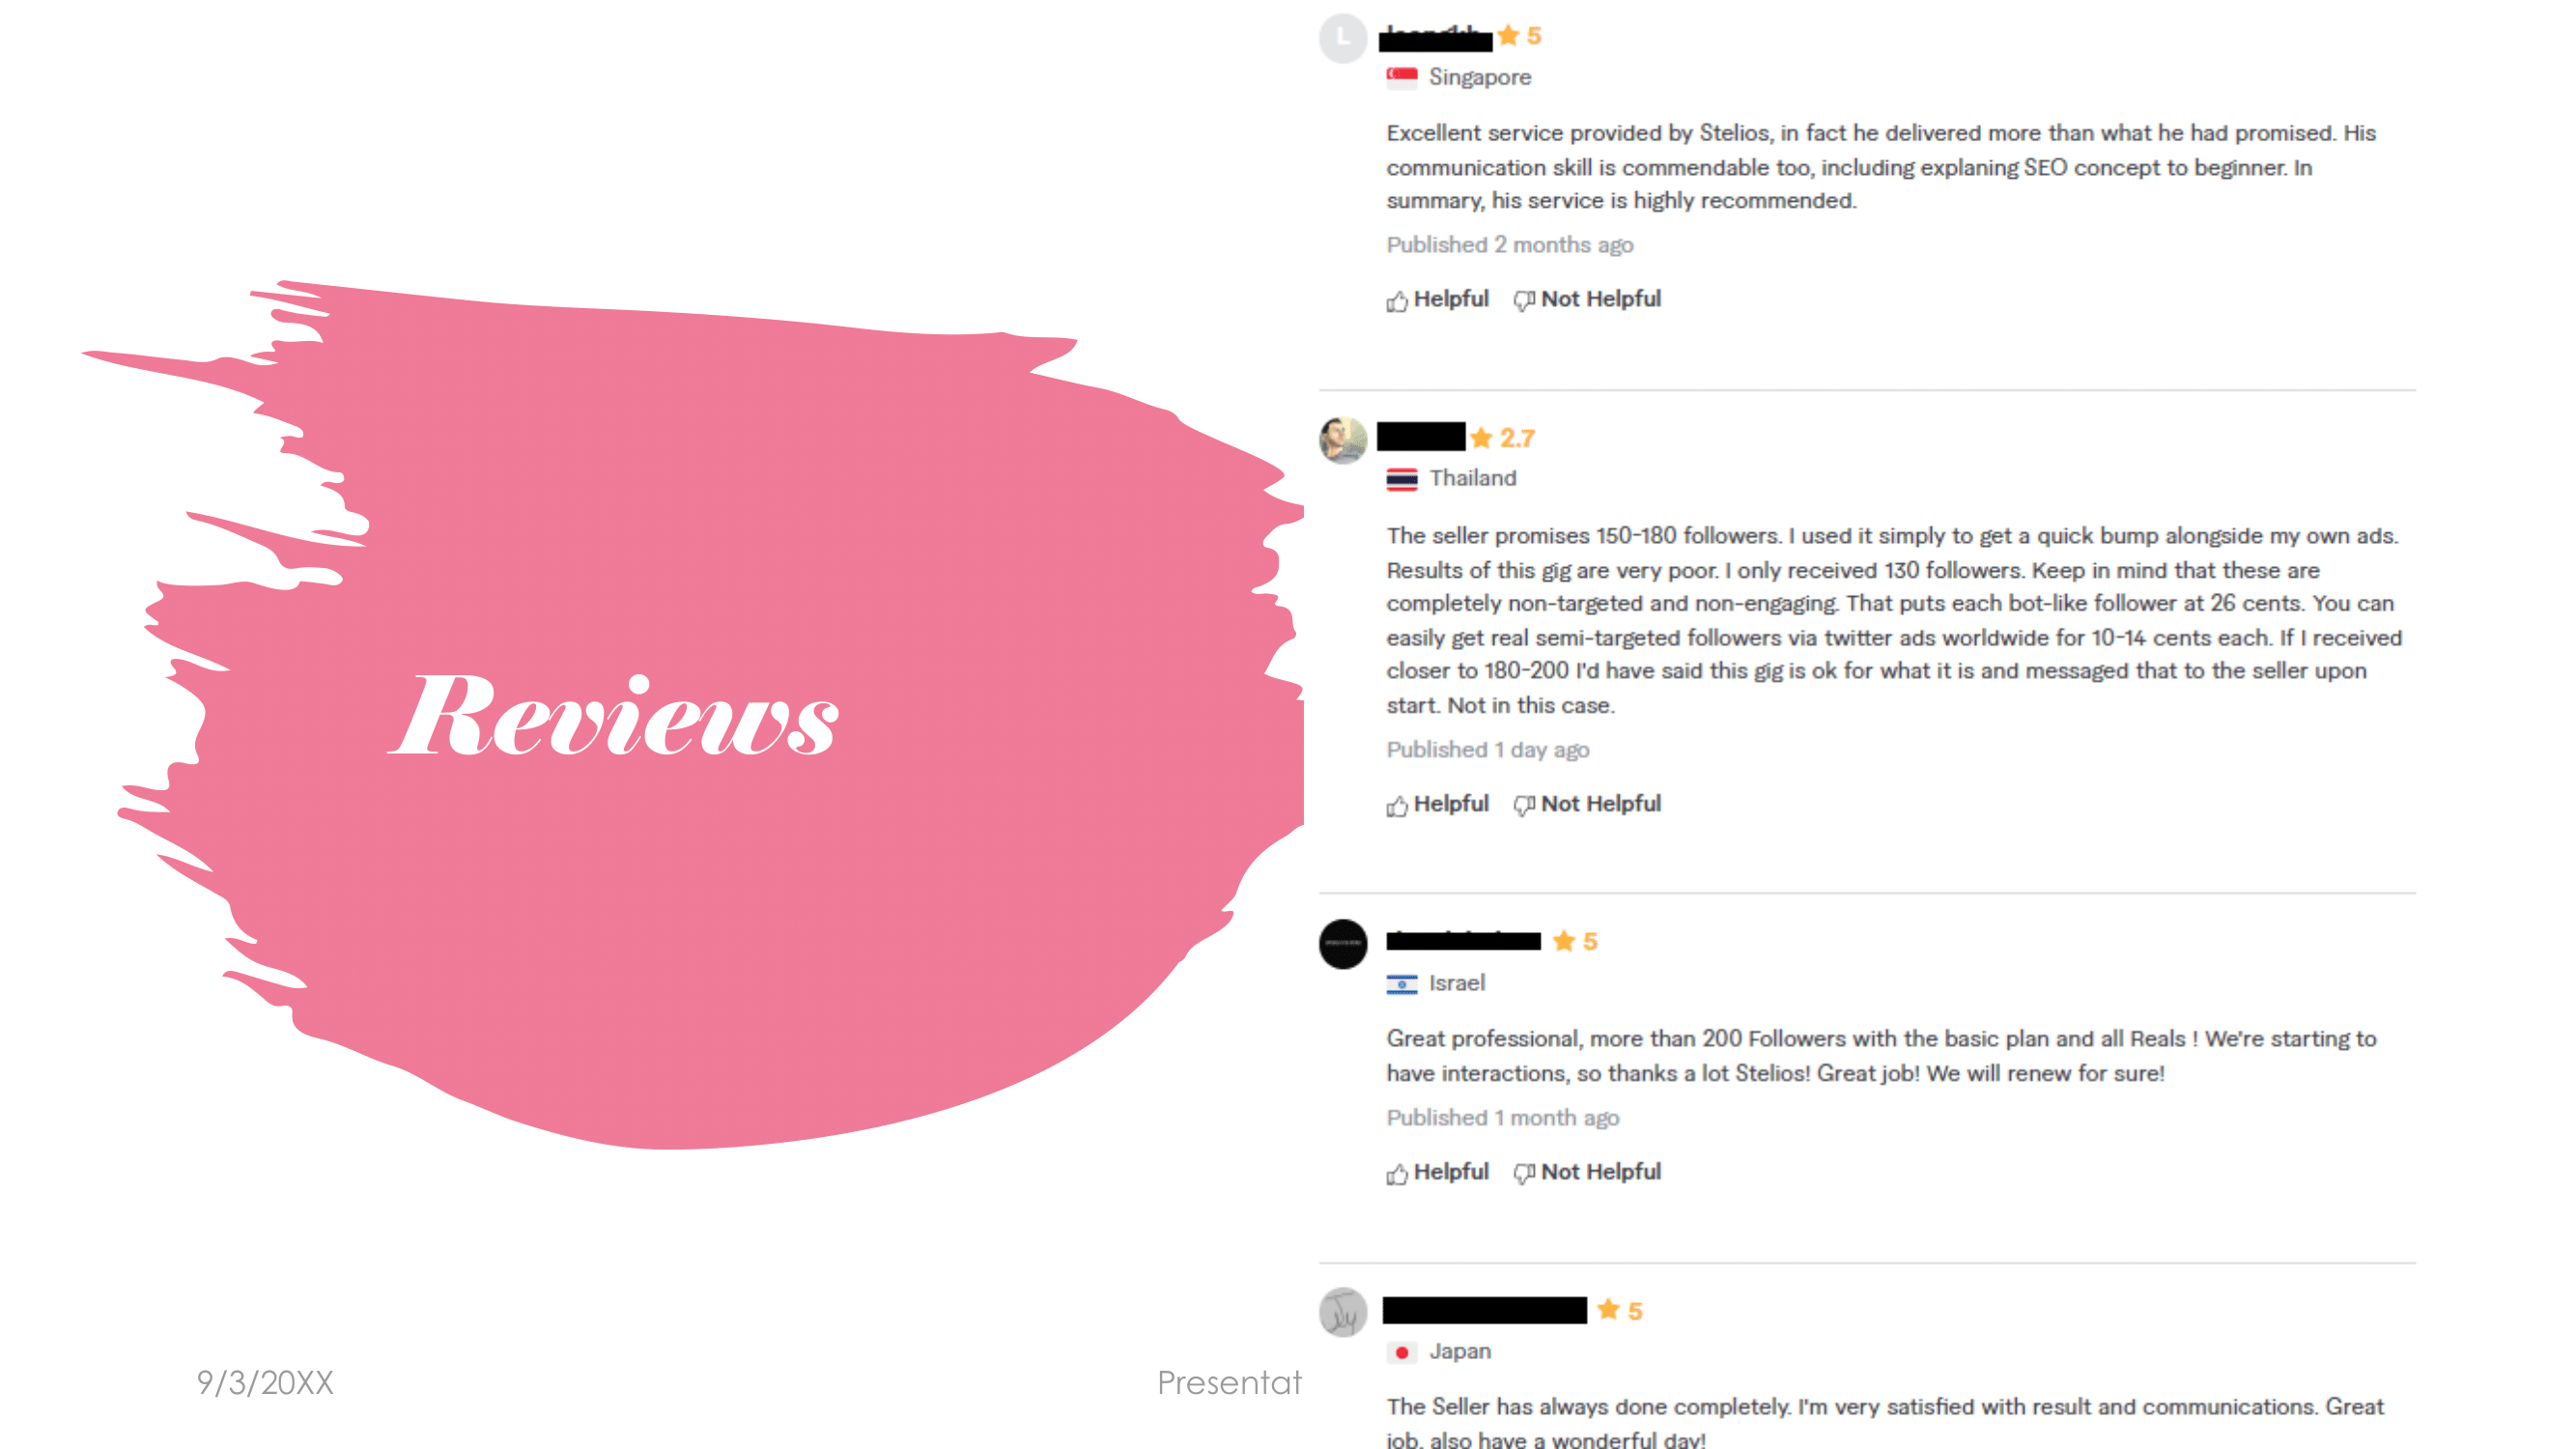 Reviews
9/3/20XX
Presentat
L
5
Singapore
Excellent service provided by Stelios, in fact he delivered more than what he had promised. His
communication skill is commendable too, including explaning SEO concept to beginner. In
summary, his service is highly recommended.
Published 2 months ago
Helpful Not Helpful
2.7
Thailand
The seller promises 150-180 followers. I used it simply to get a quick bump alongside my own ads.
Results of this gig are very poor. I only received 130 followers. Keep in mind that these are
completely non-targeted and non-engaging. That puts each bot-like follower at 26 cents. You can
easily get real semi-targeted followers via twitter ads worldwide for 10-14 cents each. If I received
closer to 180-200 I'd have said this gig is ok for what it is and messaged that to the seller upon
start. Not in this case.
Published 1 day ago
Helpful Not Helpful
5
Israel
Great professional, more than 200 Followers with the basic plan and all Reals ! We're starting to
have interactions, so thanks a lot Stelios! Great job! We will renew for sure!
Published 1 month ago
Helpful Not Helpful
5
Japan
The Seller has always done completely. I'm very satisfied with result and communications. Great
job, also have a wonderful day!